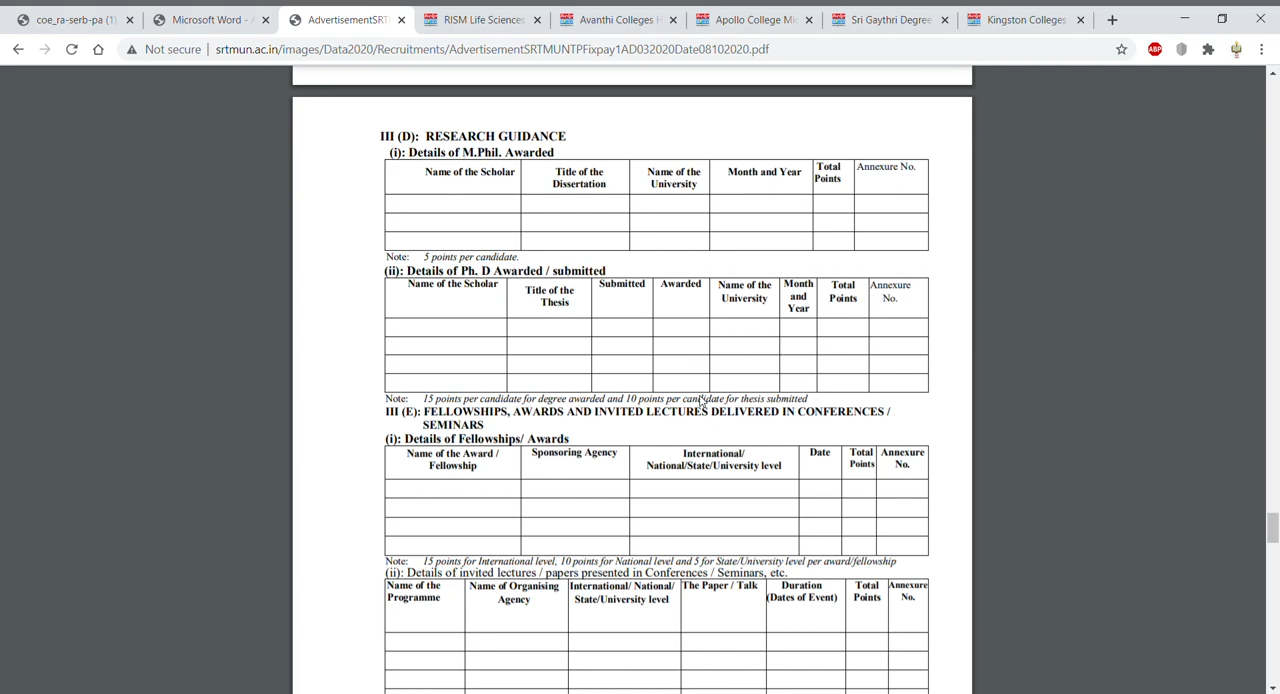 coe_ra-serb-pa (1)
Microsoft Word - A
AdvertisementSRT
RISM Life Sciences
Avanthi Colleges H
Apollo College Mi
Sri Gayathri Degree
Kingston Colleges
Not secure
srtmun.ac.in/images/Data2020/Recruitments/AdvertisementSRTMUNTPFixpay1AD032020Date08102020.pdf
ABP
III (D): RESEARCH GUIDANCE
(i): Details of M.Phil. Awarded
Name of the Scholar Title of the Dissertation Name of the University Month and Year Total Points Annexure No.
Note: 5 points per candidate.
(ii): Details of Ph. D Awarded / submitted
Name of the Scholar Title of the Thesis Submitted Awarded Name of the University Month and Year Total Points Annexure No.
Note: 15 points per candidate for degree awarded and 10 points per candidate for thesis submitted
III (E): FELLOWSHIPS, AWARDS AND INVITED LECTURES DELIVERED IN CONFERENCES /
SEMINARS
(i): Details of Fellowships/ Awards
Name of the Award / Fellowship Sponsoring Agency International/ National/State/University level Date Total Points Annexure No.
Note: 15 points for International level, 10 points for National level and 5 for State/University level per award/fellowship
(ii): Details of invited lectures / papers presented in Conferences / Seminars, etc.
Name of the Programme Name of Organising Agency International/ National/ State/University level The Paper / Talk Duration (Dates of Event) Total Points Annexure No.